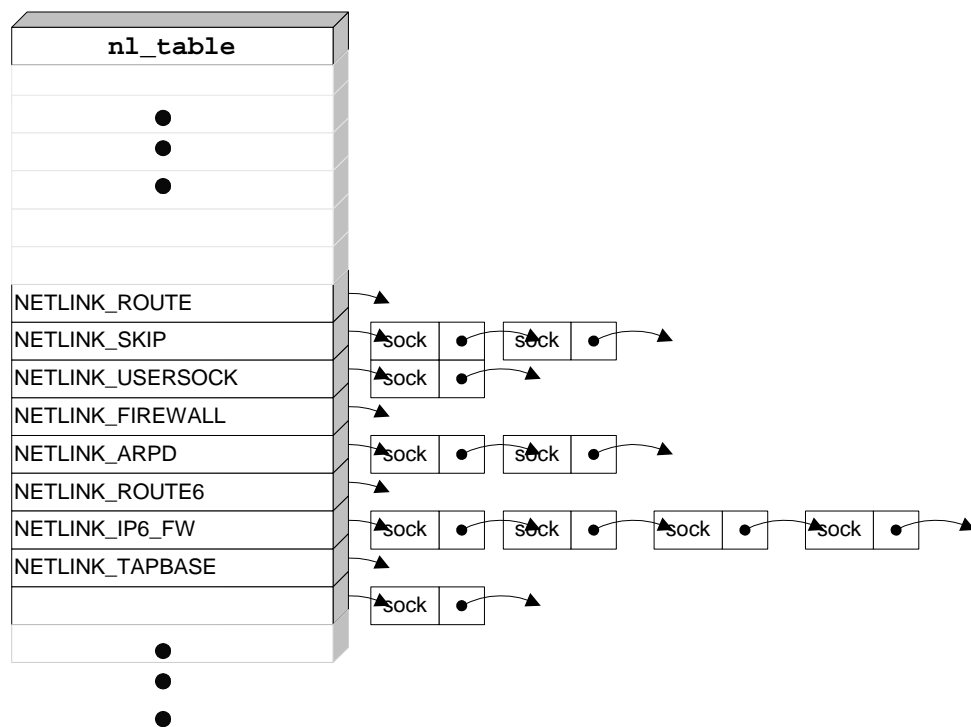 nl_table
NETLINK_ROUTE
NETLINK_SKIP sock sock
NETLINK_USERSOCK sock
NETLINK_FIREWALL
NETLINK_ARPD sock sock
NETLINK_ROUTE6
NETLINK_IP6_FW sock sock sock sock
NETLINK_TAPBASE
sock